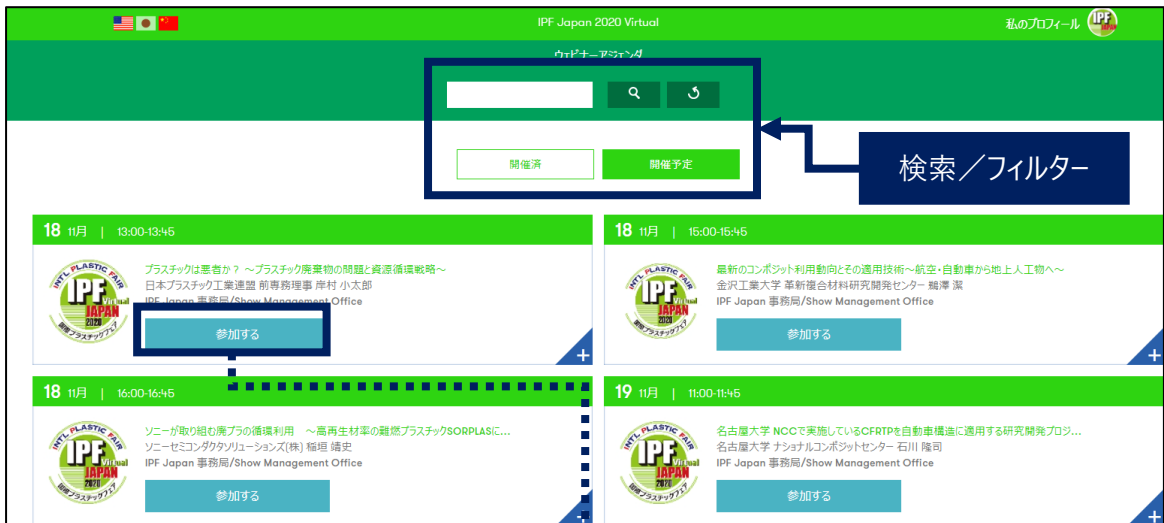 IPF Japan 2020 Virtual
私のプロフィール
ウェビナーアジェンダ
開催済
開催予定
検索／フィルター
18 11月 | 13:00-13:45
プラスチックは悪者か？ ～プラスチック廃棄物の問題と資源循環戦略～
日本プラスチック工業連盟 前専務理事 岸村 小太郎
IPF Japan 事務局/Show Management Office
参加する
18 11月 | 15:00-15:45
最新のコンポジット利用動向とその適用技術～航空・自動車から地上人工物へ～
金沢工業大学 革新複合材料研究開発センター 鵜澤 潔
IPF Japan 事務局/Show Management Office
参加する
18 11月 | 16:00-16:45
ソニーが取り組む廃プラの循環利用 ～高再生材率の難燃プラスチックSORPLASに...
ソニーセミコンダクタソリューションズ(株) 稲垣 靖史
IPF Japan 事務局/Show Management Office
参加する
19 11月 | 11:00-11:45
名古屋大学 NCCで実施しているCFRTPを自動車構造に適用する研究開発プロジ...
名古屋大学 ナショナルコンポジットセンター 石川 隆司
IPF Japan 事務局/Show Management Office
参加する
INT'L PLASTIC FAIR
IPF
Virtual
JAPAN
2020
国際プラスチックフェア